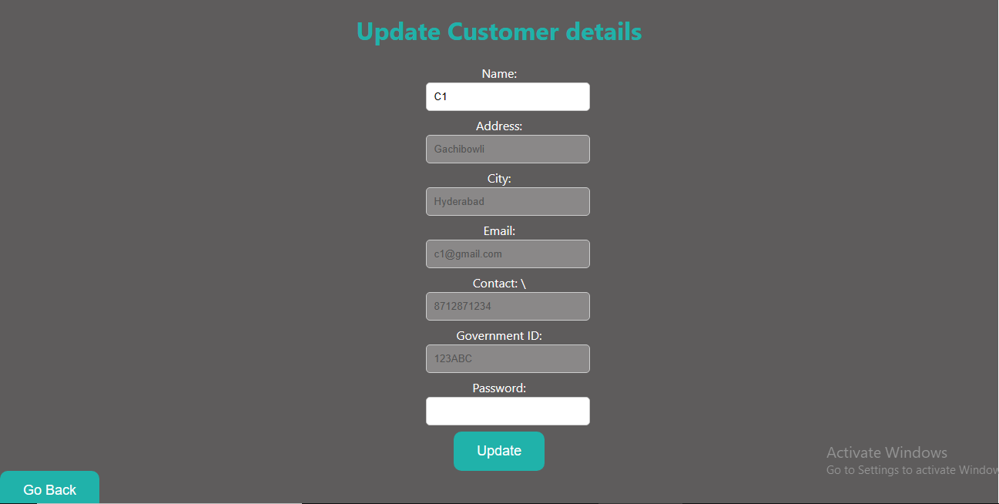 Update Customer details
Name:
C1
Address:
Gachibowli
City:
Hyderabad
Email:
c1@gmail.com
Contact: \
8712871234
Government ID:
123ABC
Password:
Update
Activate Windows
Go to Settings to activate Window
Go Back